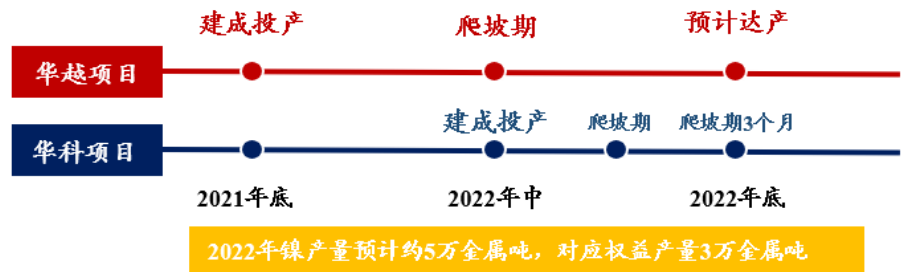 建成投产 爬坡期 预计达产
华越项目
建成投产 爬坡期 爬坡期3个月
华科项目
2021年底 2022年中 2022年底
2022年镍产量预计约5万金属吨，对应权益产量3万金属吨